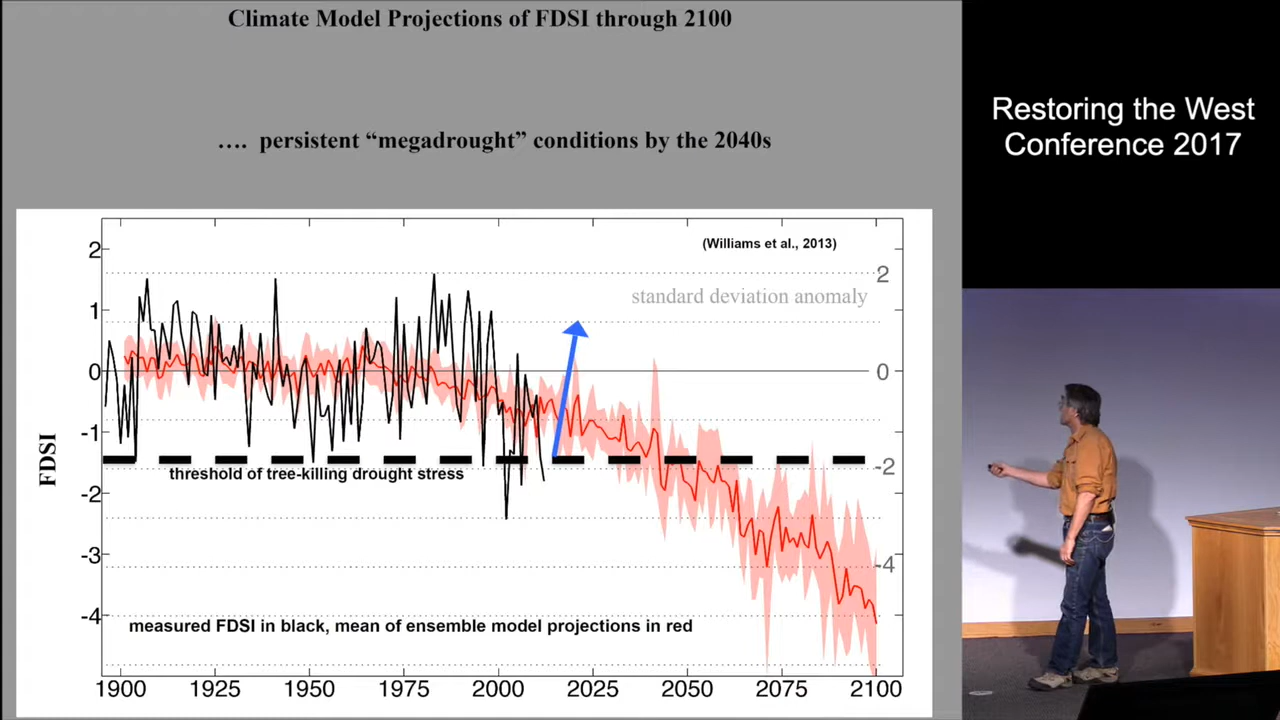 Climate Model Projections of FDSI through 2100
…. persistent “megadrought” conditions by the 2040s
Restoring the West
Conference 2017
(Williams et al., 2013)
standard deviation anomaly
2
1
0
-1
-2
-3
-4
2
0
-2
-4
FDSI
threshold of tree-killing drought stress
measured FDSI in black, mean of ensemble model projections in red
1900 1925 1950 1975 2000 2025 2050 2075 2100